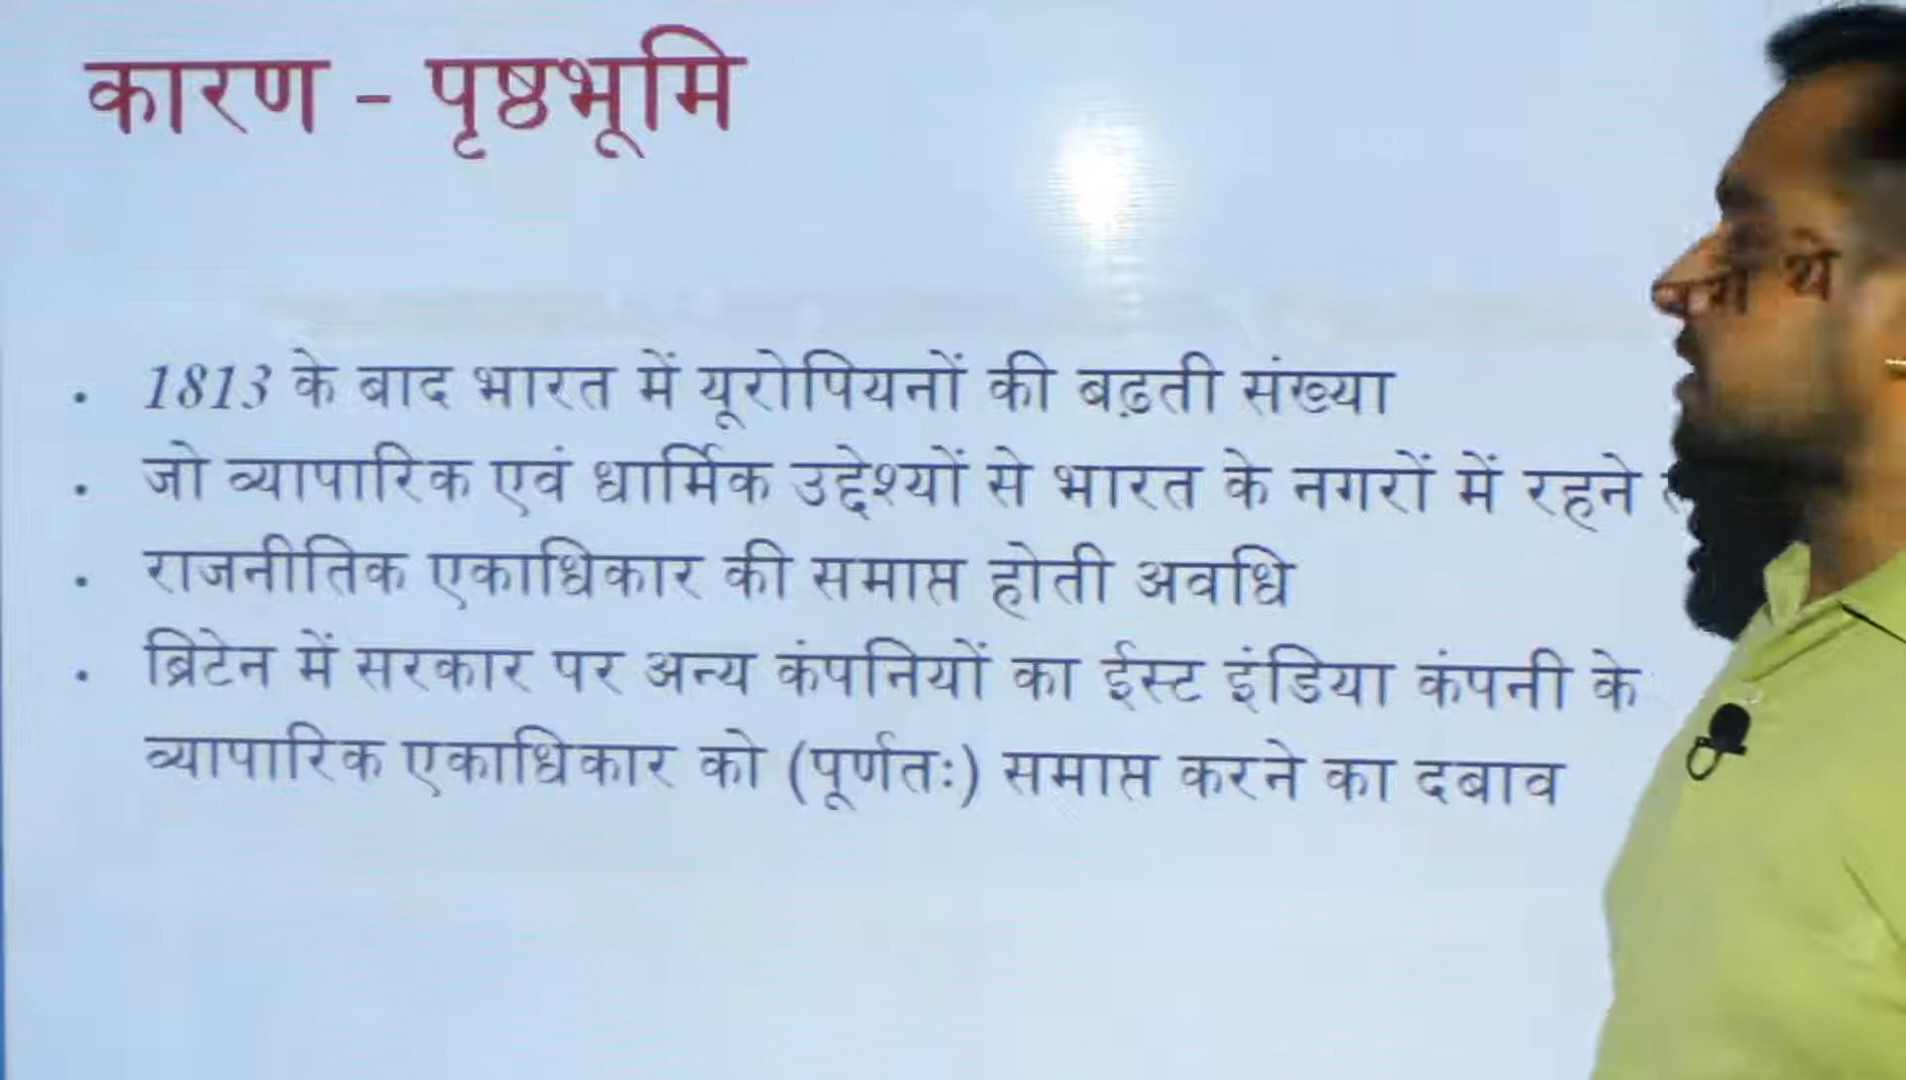 कारण - पृष्ठभूमि
• 1813 के बाद भारत में यूरोपियनों की बढ़ती संख्या
• जो व्यापारिक एवं धार्मिक उद्देश्यों से भारत के नगरों में रहने
• राजनीतिक एकाधिकार की समाप्त होती अवधि
• ब्रिटेन में सरकार पर अन्य कंपनियों का ईस्ट इंडिया कंपनी के
व्यापारिक एकाधिकार को (पूर्णतः) समाप्त करने का दबाव